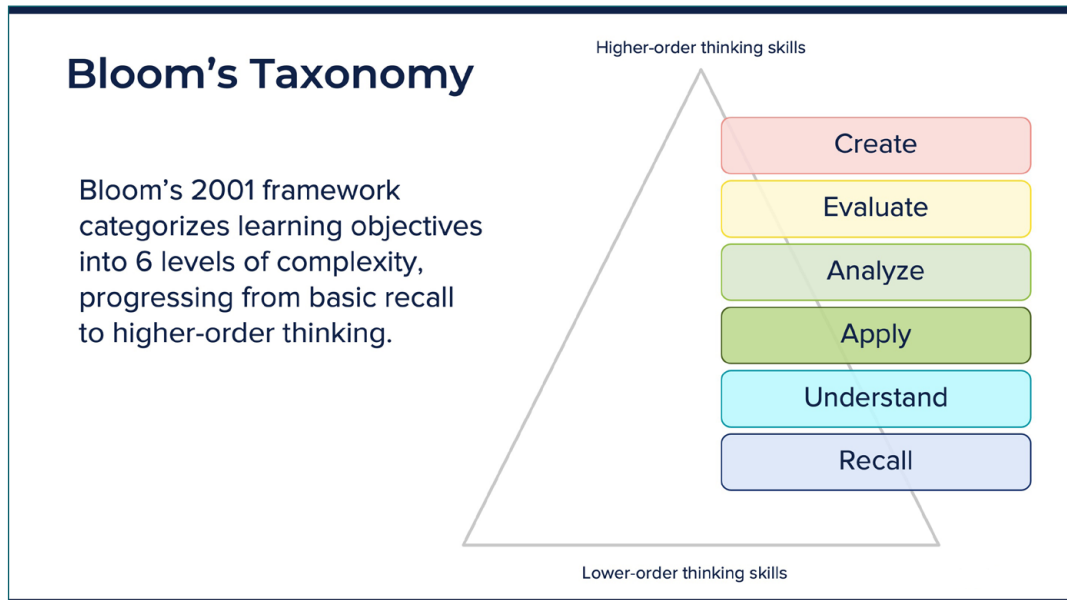 Bloom’s Taxonomy
Bloom’s 2001 framework
categorizes learning objectives
into 6 levels of complexity,
progressing from basic recall
to higher-order thinking.
Higher-order thinking skills
Create
Evaluate
Analyze
Apply
Understand
Recall
Lower-order thinking skills